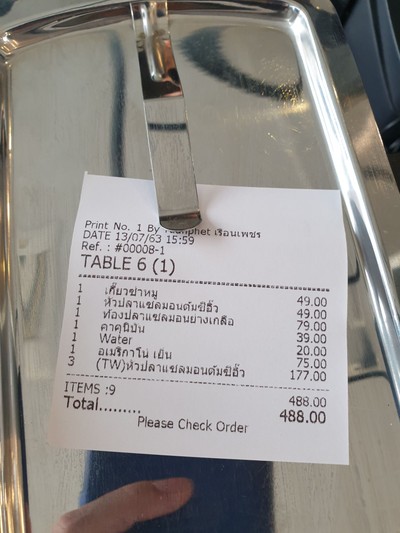 Print No. 1 By Ruanphet เรือนเพชร
DATE 13/07/63 15:59
Ref. : #00008-1
TABLE 6 (1)
1 เกี๊ยวซ่าหมู 49.00
1 หัวปลาแซลมอนต้มซีอิ๊ว 49.00
1 ท้องปลาแซลมอนย่างเกลือ 79.00
1 คาคุนิบัน 39.00
1 Water 20.00
1 อเมริกาโน่ เย็น 75.00
3 (TW)หัวปลาแซลมอนต้มซีอิ๊ว 177.00
ITEMS :9 488.00
Total......... 488.00
Please Check Order